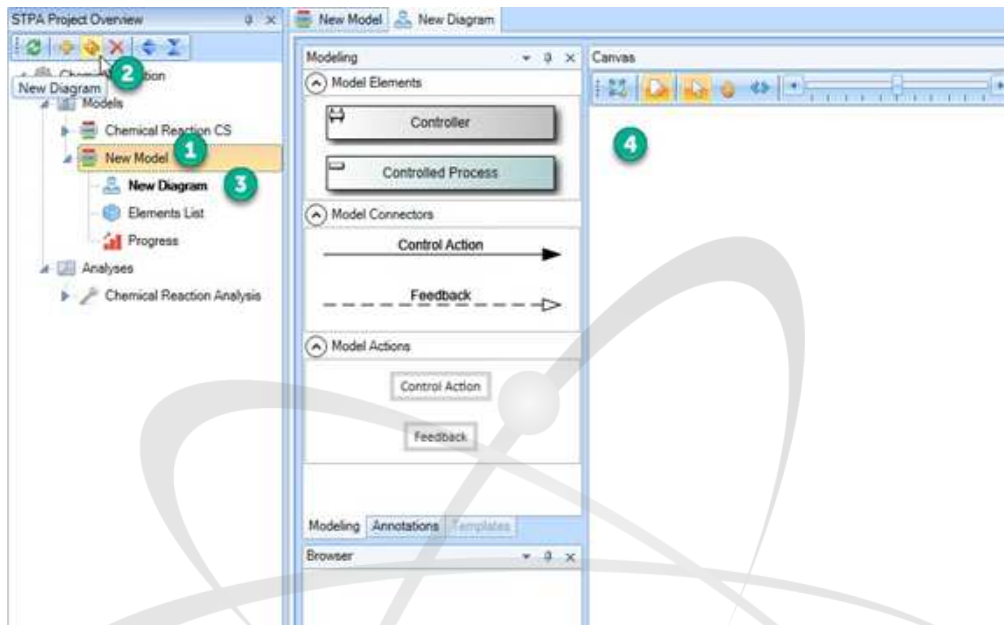 STPA Project Overview
New Model
New Diagram
2
New Diagram
Models
Chemical Reaction CS
New Model
1
New Diagram
3
Elements List
Progress
Analyses
Chemical Reaction Analysis
Modeling
Model Elements
Controller
Controlled Process
Model Connectors
Control Action
Feedback
Model Actions
Control Action
Feedback
Modeling Annotations Templates
Browser
Canvas
4